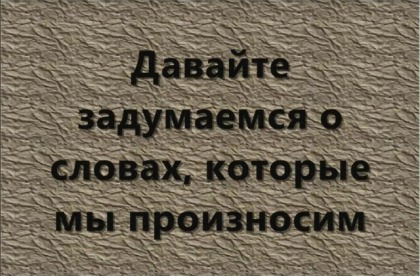 Давайте
задумаемся о
словах, которые
мы произносим